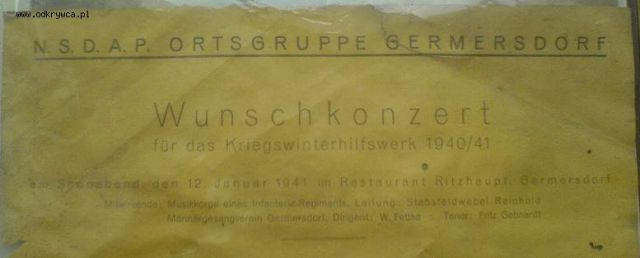 www.odkrywca.pl
N.S.D.A.P. ORTSGRUPPE GERMERSDORF
Wunschkonzert
für das Kriegswinterhilfswerk 1940/41
am Sonnabend, den 12. Januar 1941 im Restaurant Ritzhaupt, Germersdorf
Mitwirkende: Musikkorps eines Infanterie-Regiments, Leitung: Stabsfeldwebel Reinhold
Männergesangverein Germersdorf, Dirigent: W. Fethke : Tenor: Fritz Gebhardt